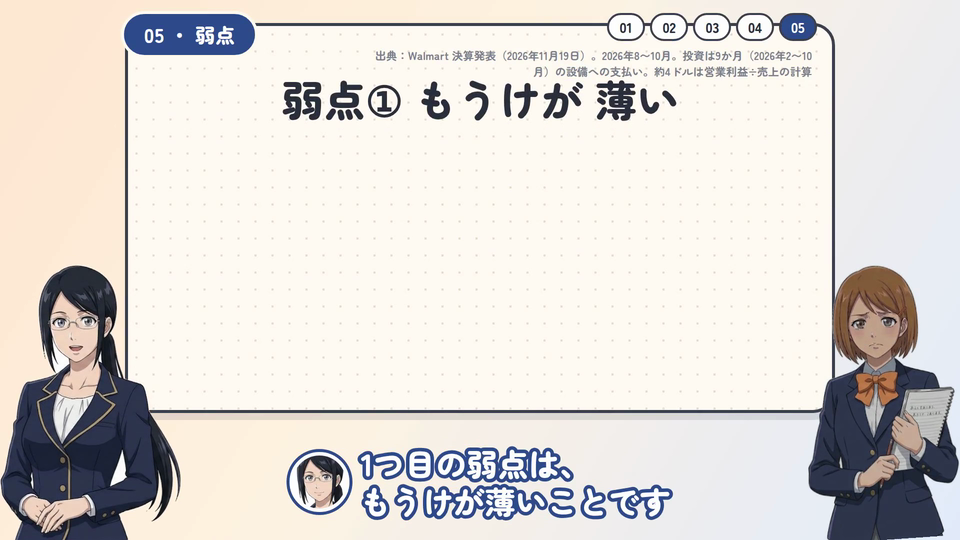 05 ・ 弱点
01 02 03 04 05
出典：Walmart 決算発表（2026年11月19日）。2026年8〜10月。投資は9か月（2026年2〜10
月）の設備への支払い。約4ドルは営業利益÷売上の計算
弱点① もうけが 薄い
1つ目の弱点は、
もうけが薄いことです